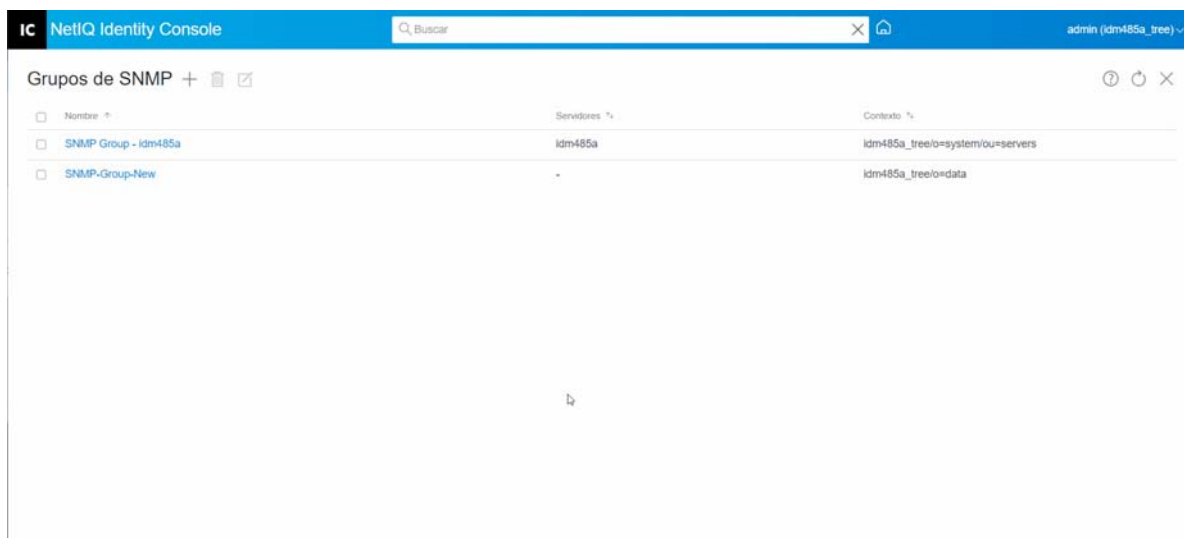 IC NetIQ Identity Console
Buscar
admin (idm485a_tree)
Grupos de SNMP
Nombre Servidores Contexto
SNMP Group - idm485a idm485a idm485a_tree/o=system/ou=servers
SNMP-Group-New - idm485a_tree/o=data